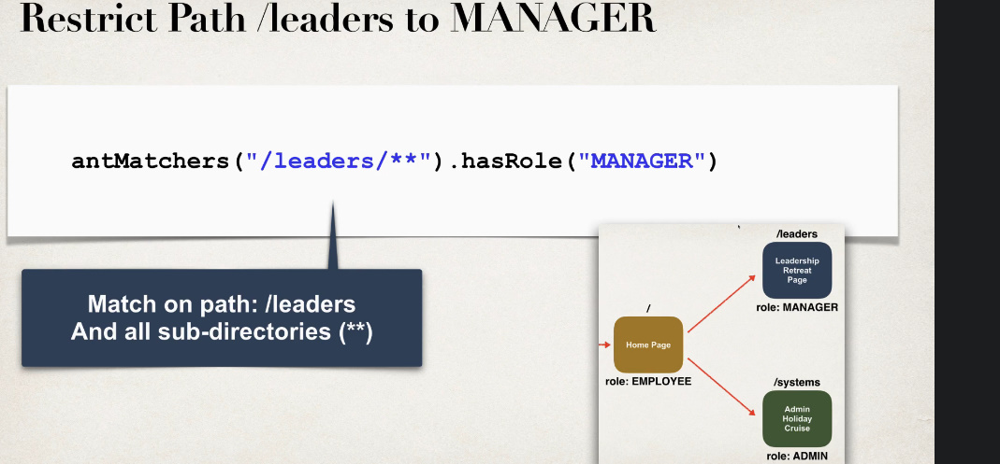 Restrict Path /leaders to MANAGER
antMatchers("/leaders/**").hasRole("MANAGER")
Match on path: /leaders
And all sub-directories (**)
/leaders
Leadership
Retreat
Page
role: MANAGER
/
Home Page
role: EMPLOYEE
/systems
Admin
Holiday
Cruise
role: ADMIN